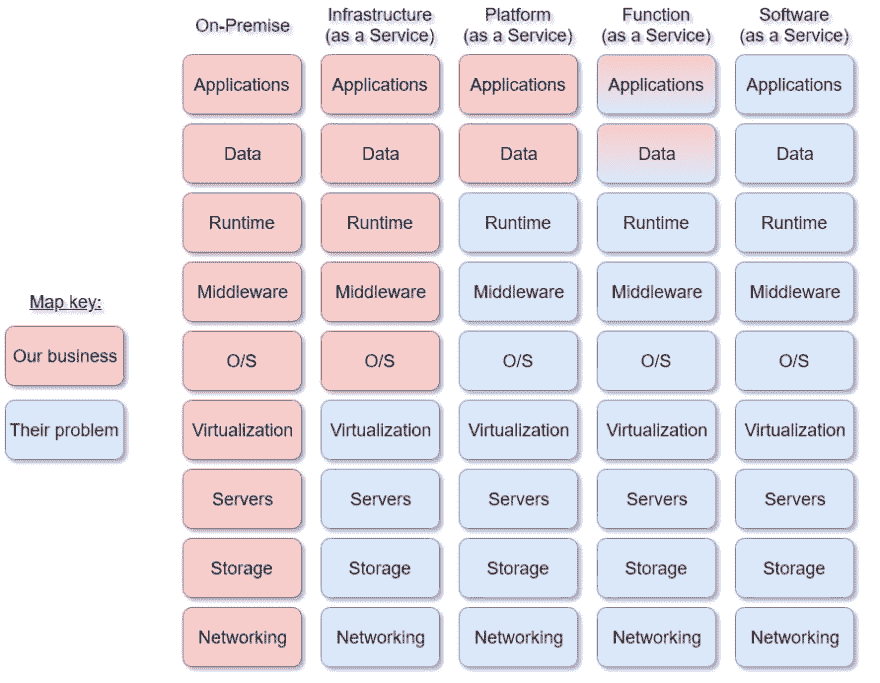 On-Premise
Infrastructure
(as a Service)
Platform
(as a Service)
Function
(as a Service)
Software
(as a Service)
Applications
Applications
Applications
Applications
Applications
Data
Data
Data
Data
Data
Runtime
Runtime
Runtime
Runtime
Runtime
Map key:
Middleware
Middleware
Middleware
Middleware
Middleware
Our business
O/S
O/S
O/S
O/S
O/S
Their problem
Virtualization
Virtualization
Virtualization
Virtualization
Virtualization
Servers
Servers
Servers
Servers
Servers
Storage
Storage
Storage
Storage
Storage
Networking
Networking
Networking
Networking
Networking